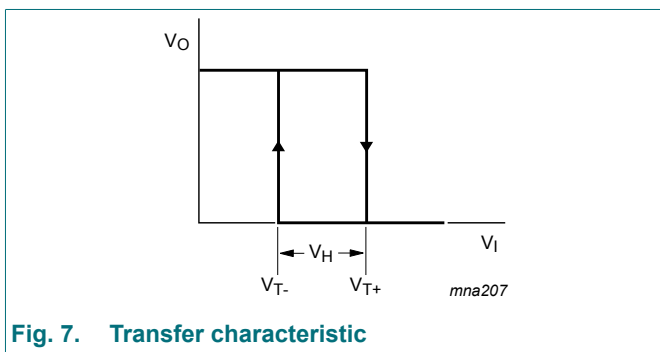 VO
VH
VI
VT-
VT+
mna207
Fig. 7. Transfer characteristic